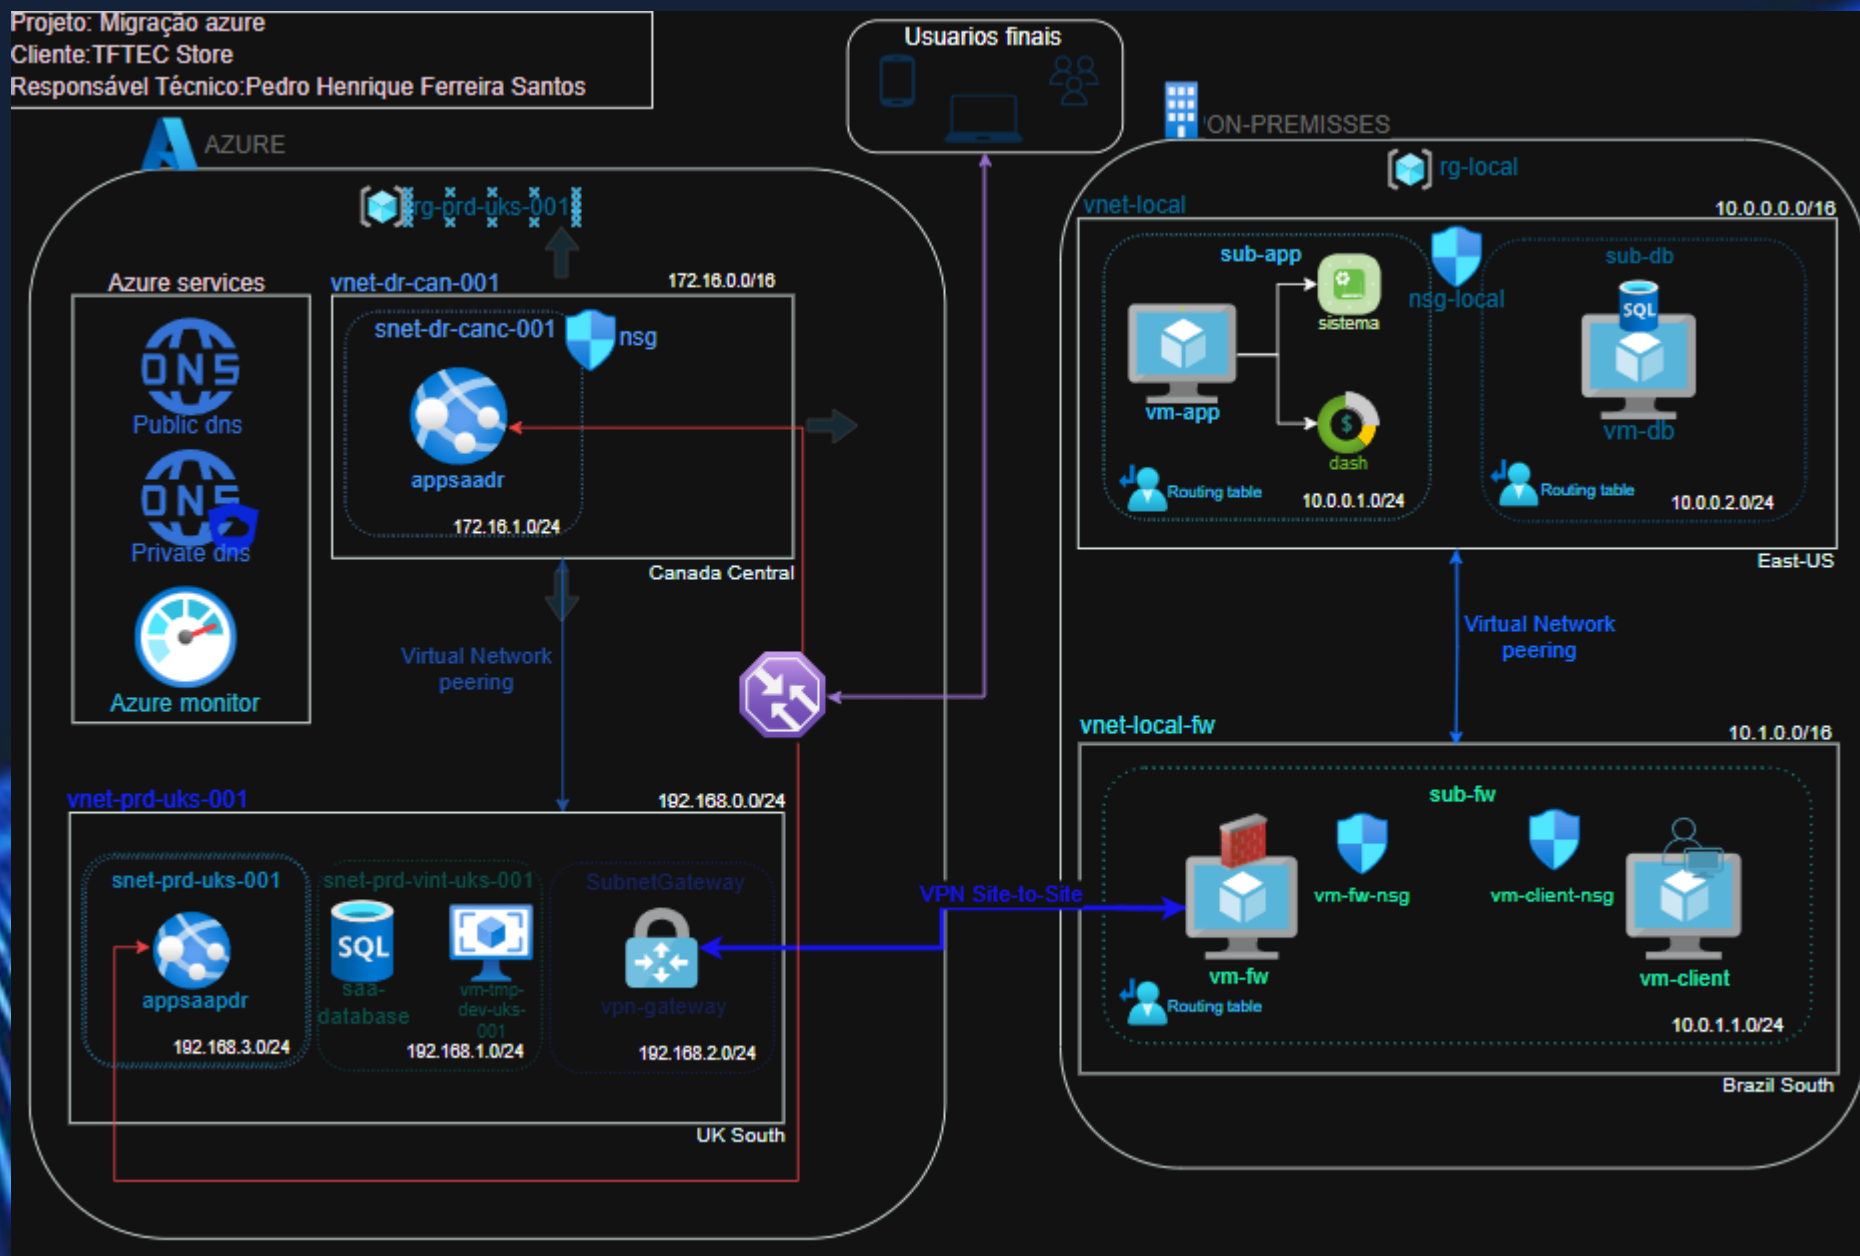 Projeto: Migração azure
Cliente:TFTEC Store
Responsável Técnico:Pedro Henrique Ferreira Santos
Usuarios finais
AZURE
rg-prd-uks-001
Azure services
DNS
Public dns
DNS
Private dns
Azure monitor
vnet-dr-can-001
172.16.0.0/16
snet-dr-canc-001
nsg
appsaadr
172.16.1.0/24
Canada Central
Virtual Network
peering
vnet-prd-uks-001
192.168.0.0/24
snet-prd-uks-001
appsaapdr
192.168.3.0/24
snet-prd-vint-uks-001
SQL
saa-
database
vm-tmp-
dev-uks-
001
192.168.1.0/24
SubnetGateway
vpn-gateway
192.168.2.0/24
UK South
VPN Site-to-Site
ON-PREMISSES
rg-local
vnet-local
10.0.0.0.0/16
sub-app
sistema
vm-app
$
dash
Routing table
10.0.0.1.0/24
nsg-local
sub-db
SQL
vm-db
Routing table
10.0.0.2.0/24
East-US
Virtual Network
peering
vnet-local-fw
10.1.0.0/16
sub-fw
vm-fw-nsg
vm-client-nsg
vm-fw
vm-client
Routing table
10.0.1.1.0/24
Brazil South